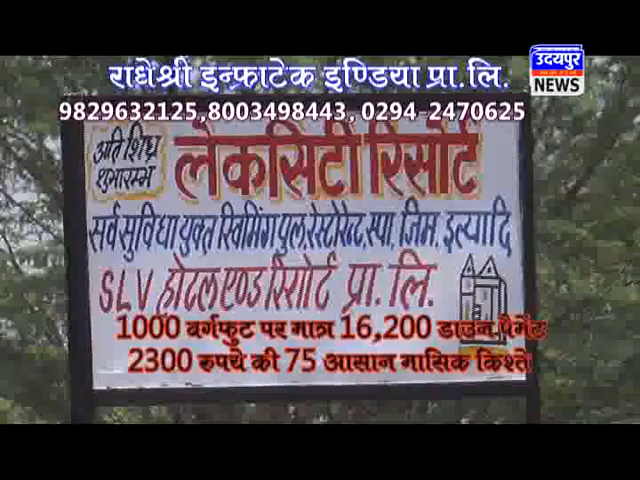 राधेश्री इन्फ्राटेक इण्डिया प्रा.लि.
उदयपुर
NEWS
9829632125,8003498443, 0294-2470625
अति शिघ्र
शुभारम्भ
लेकसिटी रिसोर्ट
सर्व सुविधा युक्त स्विमिंग पुल, रेस्टोरेन्ट, स्पा, जिम, इत्यादि
SLV होटल एण्ड रिसोर्ट प्रा. लि.
1000 वर्गफुट पर मात्र 16,200 डाउन पैमेंट
2300 रुपये की 75 आसान मासिक किश्ते